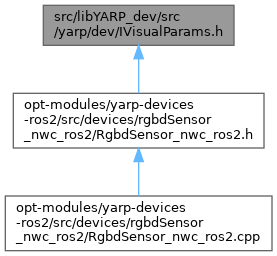 src/libYARP_dev/src
/yarp/dev/IVisualParams.h
opt-modules/yarp-devices
-ros2/src/devices/rgbdSensor
_nwc_ros2/RgbdSensor_nwc_ros2.h
opt-modules/yarp-devices
-ros2/src/devices/rgbdSensor
_nwc_ros2/RgbdSensor_nwc_ros2.cpp